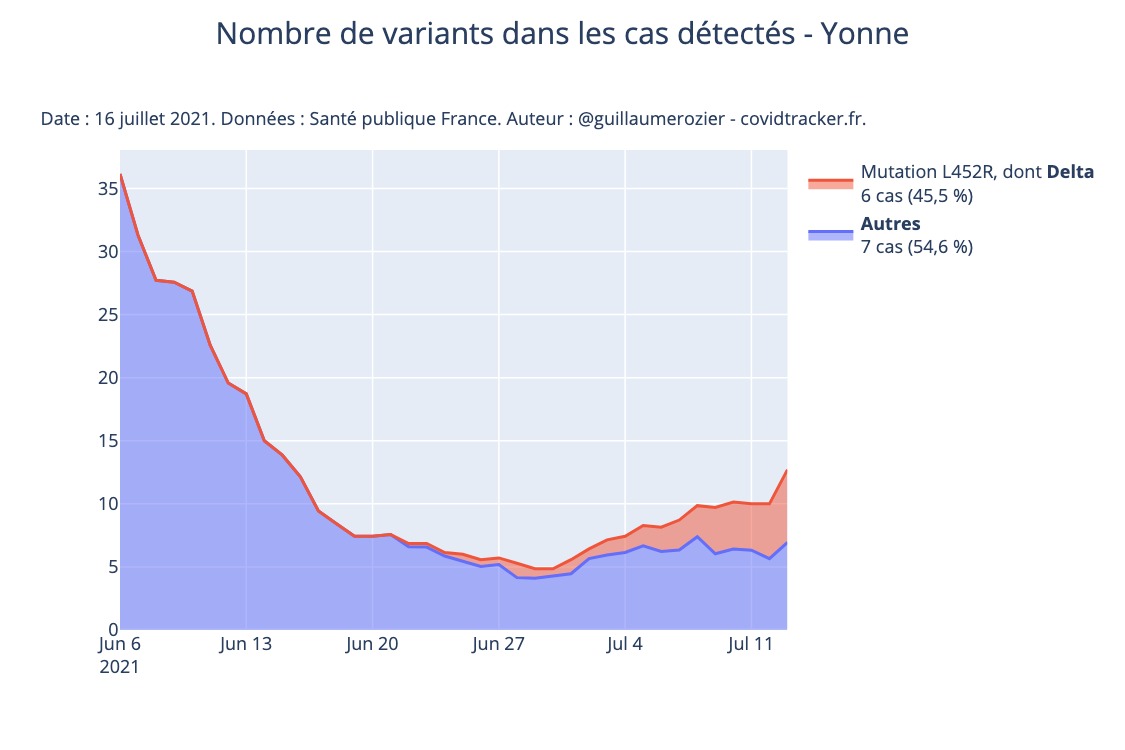 Nombre de variants dans les cas détectés - Yonne
Date : 16 juillet 2021. Données : Santé publique France. Auteur : @guillaumerozier - covidtracker.fr.
Mutation L452R, dont Delta
6 cas (45,5 %)
Autres
7 cas (54,6 %)
35
30
25
20
15
10
5
0
Jun 6
2021
Jun 13
Jun 20
Jun 27
Jul 4
Jul 11